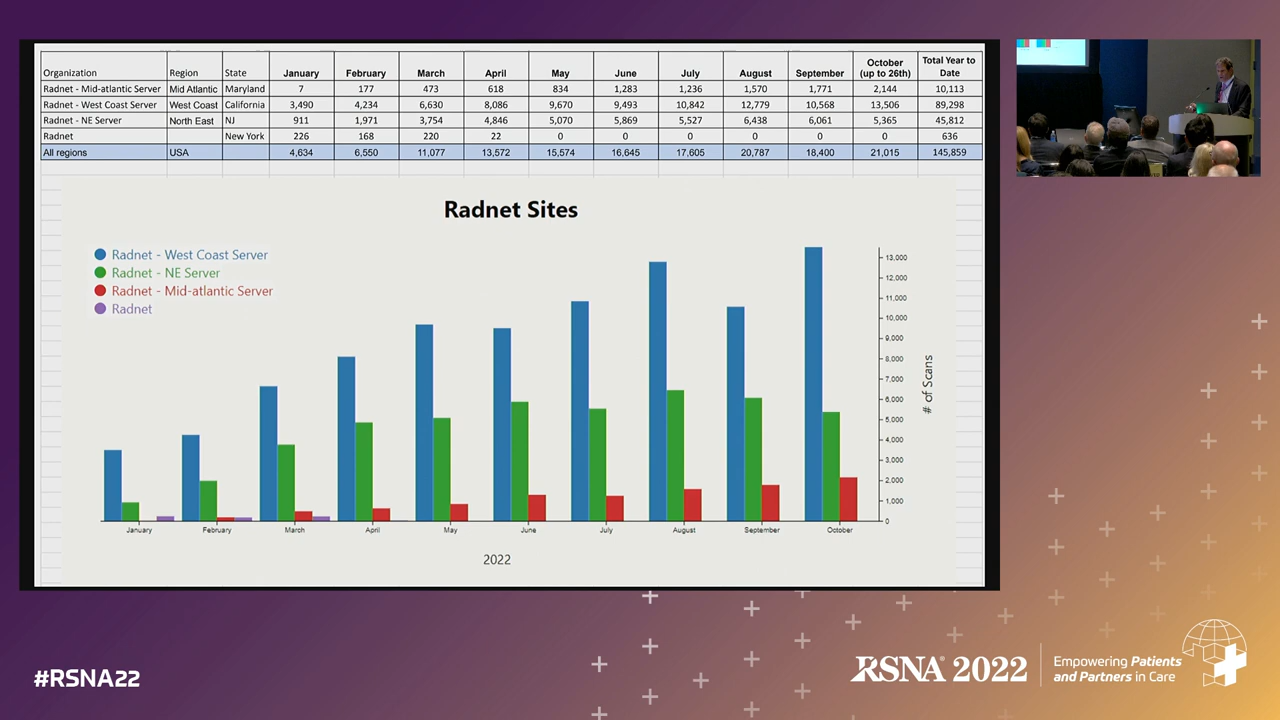 Organization Region State January February March April May June July August September October (up to 26th) Total Year to Date
Radnet - Mid-atlantic Server Mid Atlantic Maryland 7 177 473 618 834 1,283 1,236 1,570 1,771 2,144 10,113
Radnet - West Coast Server West Coast California 3,490 4,234 6,630 8,086 9,670 9,493 10,842 12,779 10,568 13,506 89,298
Radnet - NE Server North East NJ 911 1,971 3,754 4,846 5,070 5,869 5,527 6,438 6,061 5,365 45,812
Radnet New York 226 168 220 22 0 0 0 0 0 0 636
All regions USA 4,634 6,550 11,077 13,572 15,574 16,645 17,605 20,787 18,400 21,015 145,859
Radnet Sites
Radnet - West Coast Server
Radnet - NE Server
Radnet - Mid-atlantic Server
Radnet
13,000
12,000
11,000
10,000
9,000
8,000
7,000
6,000
5,000
4,000
3,000
2,000
1,000
0
# of Scans
January February March April May June July August September October
2022
#RSNA22
RSNA® 2022
Empowering Patients
and Partners in Care